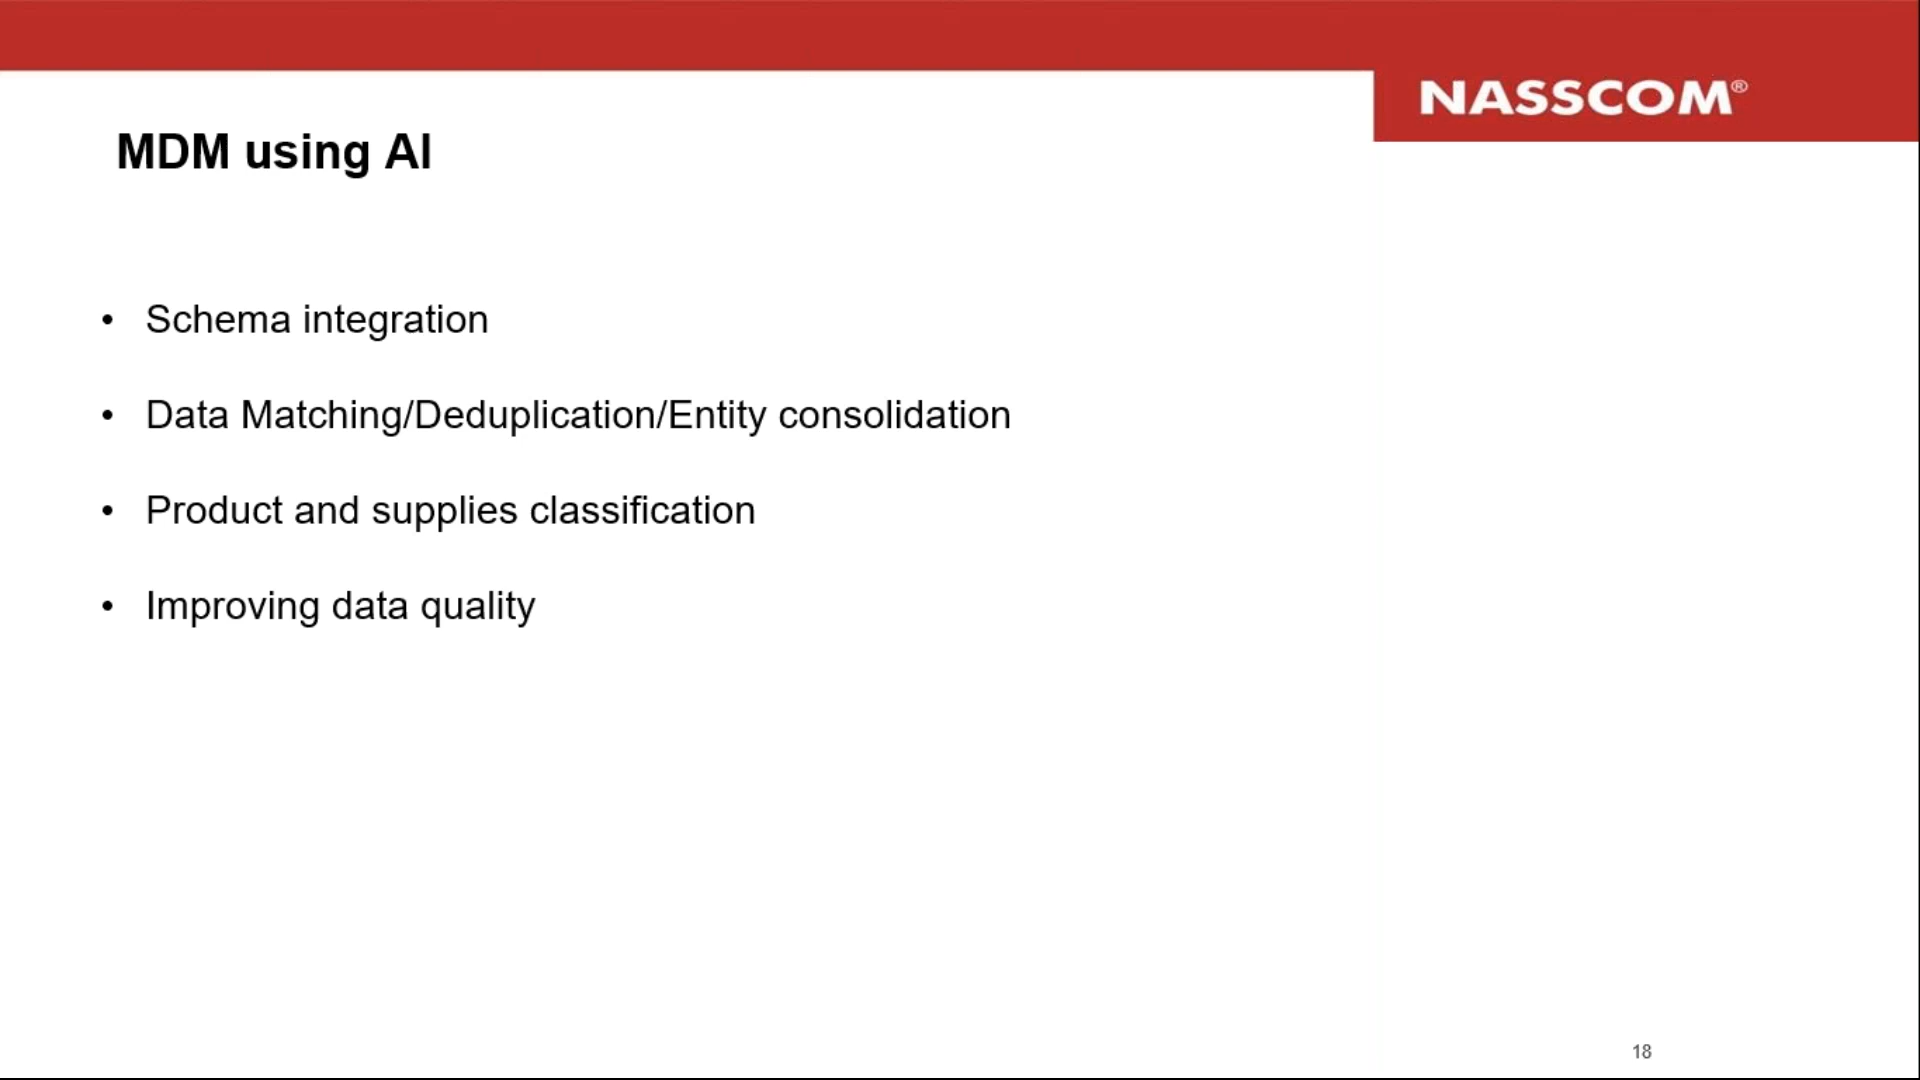 NASSCOM®
MDM using AI
• Schema integration
• Data Matching/Deduplication/Entity consolidation
• Product and supplies classification
• Improving data quality
18